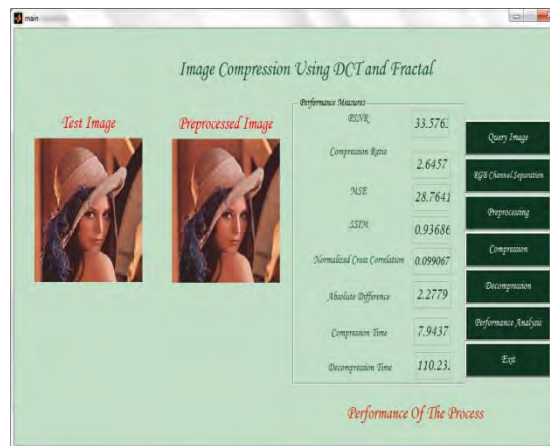 main
Image Compression Using DCT and Fractal
Test Image
Preprocessed Image
Performance Measures
PSNR
33.576
Compression Ratio
2.6457
MSE
28.7641
SSIM
0.93686
Normalized Cross Correlation
0.099067
Absolute Difference
2.2779
Compression Time
7.9437
Decompression Time
110.23
Query Image
RGB Channel Separation
Preprocessing
Compression
Decompression
Performance Analysis
Exit
Performance Of The Process